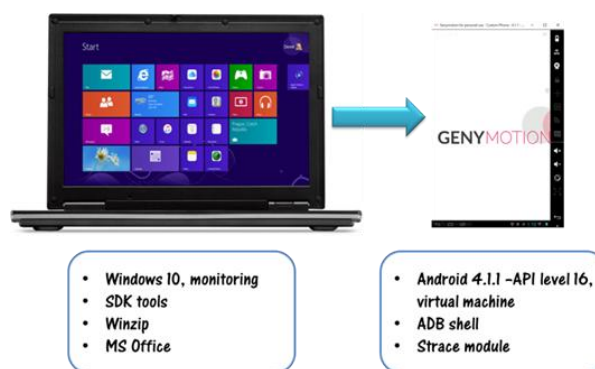 Start
GENYMOTION
• Windows 10, monitoring
• SDK tools
• Winzip
• MS Office
• Android 4.1.1 –API level 16,
virtual machine
• ADB shell
• Strace module